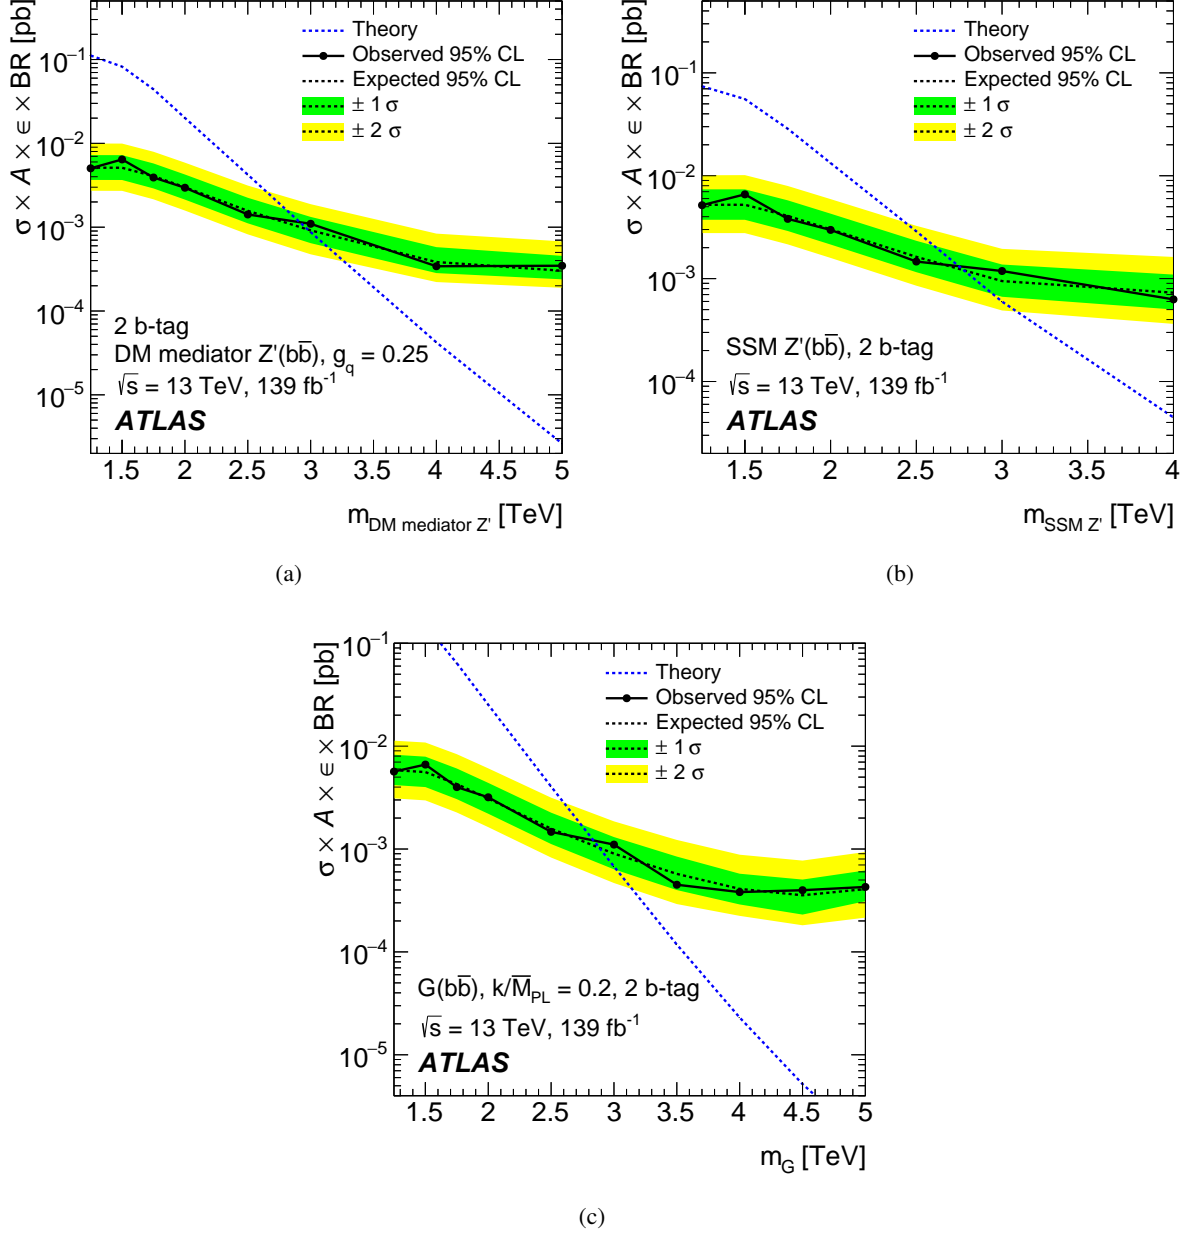 σ × A × ϵ × BR [pb]
10⁻¹
10⁻²
10⁻³
10⁻⁴
10⁻⁵
Theory
Observed 95% CL
Expected 95% CL
± 1 σ
± 2 σ
2 b-tag
DM mediator Z'(bb̅), g_q = 0.25
√s = 13 TeV, 139 fb⁻¹
ATLAS
1.5 2 2.5 3 3.5 4 4.5 5
m_DM mediator Z' [TeV]
(a)
σ × A × ϵ × BR [pb]
10⁻¹
10⁻²
10⁻³
10⁻⁴
Theory
Observed 95% CL
Expected 95% CL
± 1 σ
± 2 σ
SSM Z'(bb̅), 2 b-tag
√s = 13 TeV, 139 fb⁻¹
ATLAS
1.5 2 2.5 3 3.5 4
m_SSM Z' [TeV]
(b)
σ × A × ϵ × BR [pb]
10⁻¹
10⁻²
10⁻³
10⁻⁴
10⁻⁵
Theory
Observed 95% CL
Expected 95% CL
± 1 σ
± 2 σ
G(bb̅), k/M̅_PL = 0.2, 2 b-tag
√s = 13 TeV, 139 fb⁻¹
ATLAS
1.5 2 2.5 3 3.5 4 4.5 5
m_G [TeV]
(c)